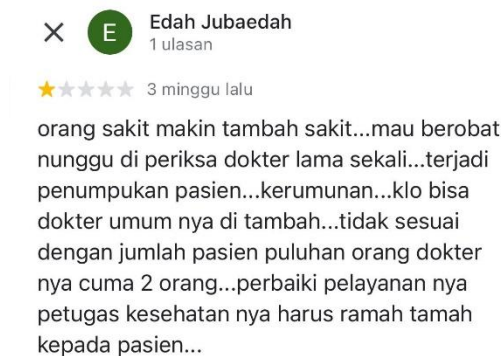 E
Edah Jubaedah
1 ulasan
3 minggu lalu
orang sakit makin tambah sakit...mau berobat
nunggu di periksa dokter lama sekali...terjadi
penumpukan pasien...kerumunan...klo bisa
dokter umum nya di tambah...tidak sesuai
dengan jumlah pasien puluhan orang dokter
nya cuma 2 orang...perbaiki pelayanan nya
petugas kesehatan nya harus ramah tamah
kepada pasien...